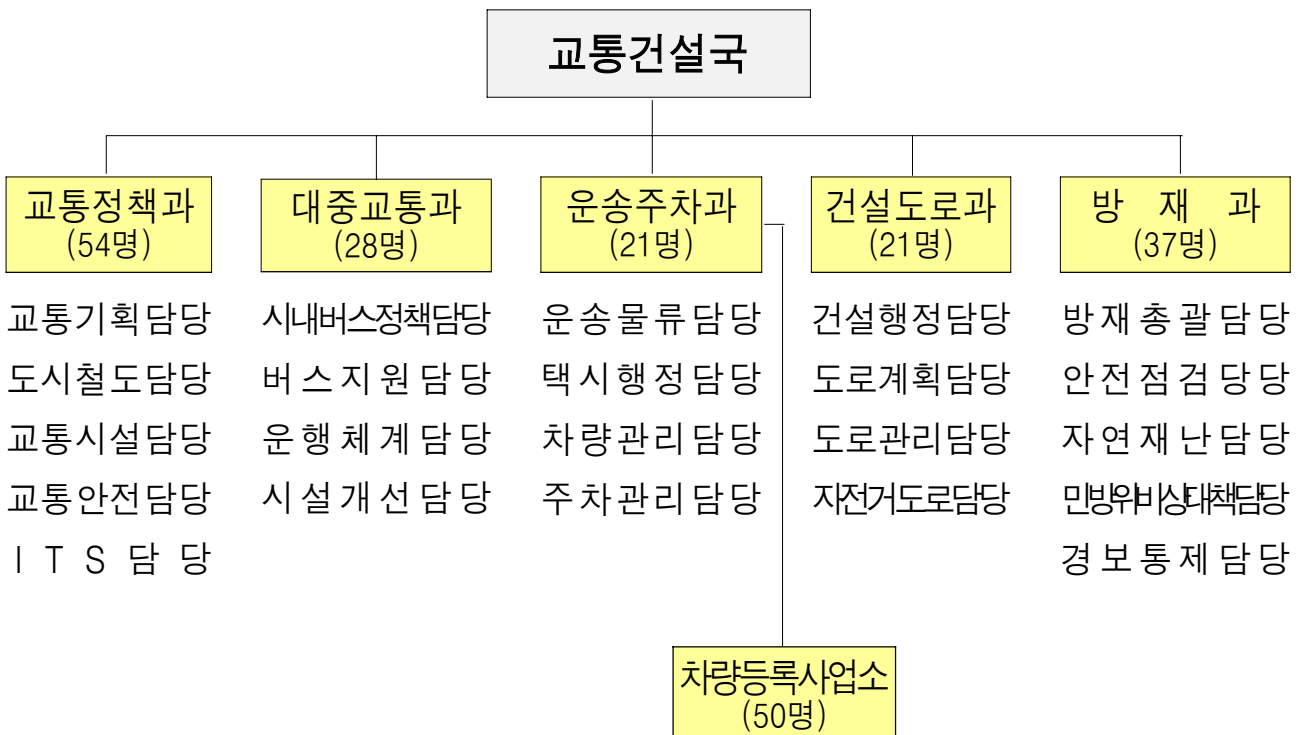 교통건설국
교통정책과
(54명)
대중교통과
(28명)
운송주차과
(21명)
건설도로과
(21명)
방 재 과
(37명)
교통기획담당
도시철도담당
교통시설담당
교통안전담당
I T S 담 당
시내버스정책담당
버스지원담당
운행체계담당
시설개선담당
운송물류담당
택시행정담당
차량관리담당
주차관리담당
건설행정담당
도로계획담당
도로관리담당
자전거도로담당
방재총괄담당
안전점검당당
자연재난담당
민방위비상대책담당
경보통제담당
차량등록사업소
(50명)